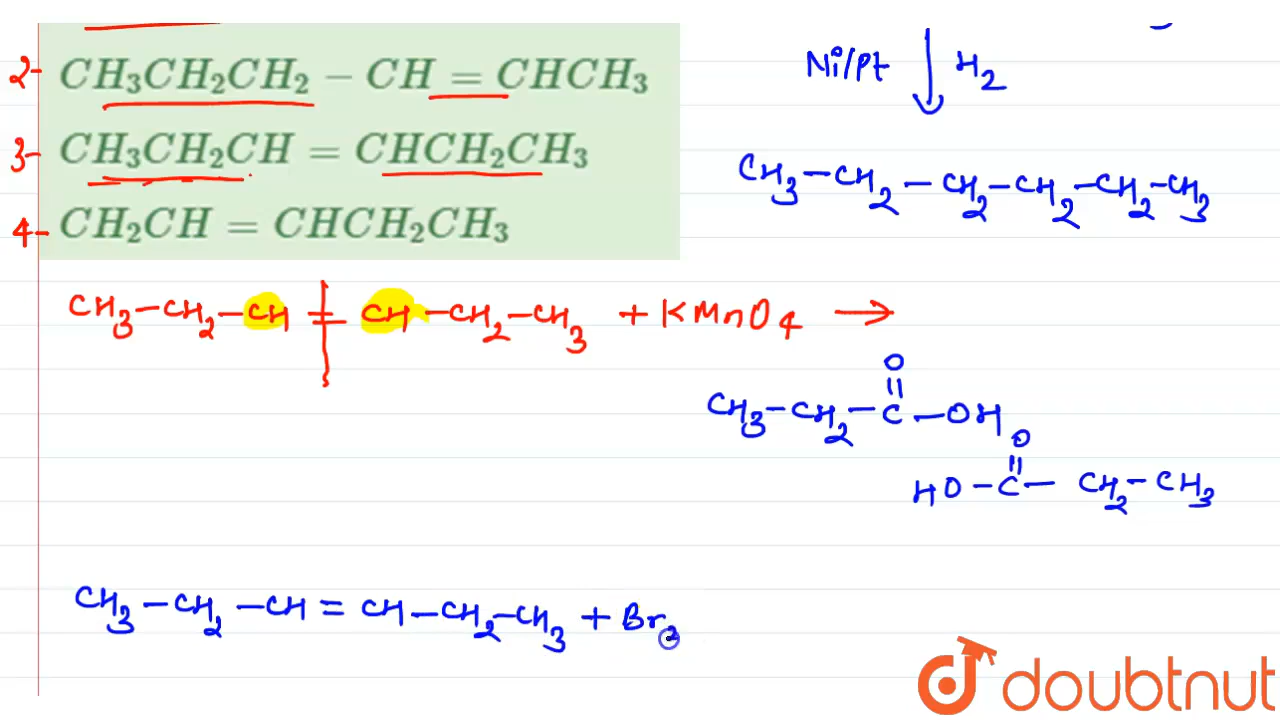 2- CH₃CH₂CH₂ − CH = CHCH₃
Ni/Pt ↓ H₂
3- CH₃CH₂CH = CHCH₂CH₃
CH₃–CH₂–CH₂–CH₂–CH₂–CH₃
4- CH₂CH = CHCH₂CH₃
CH₃–CH₂–CH = CH–CH₂–CH₃ + KMnO₄ →
O
||
CH₃–CH₂–C–OH
O
||
HO–C–CH₂–CH₃
CH₃–CH₂–CH=CH–CH₂–CH₃ + Br₂
doubtnut